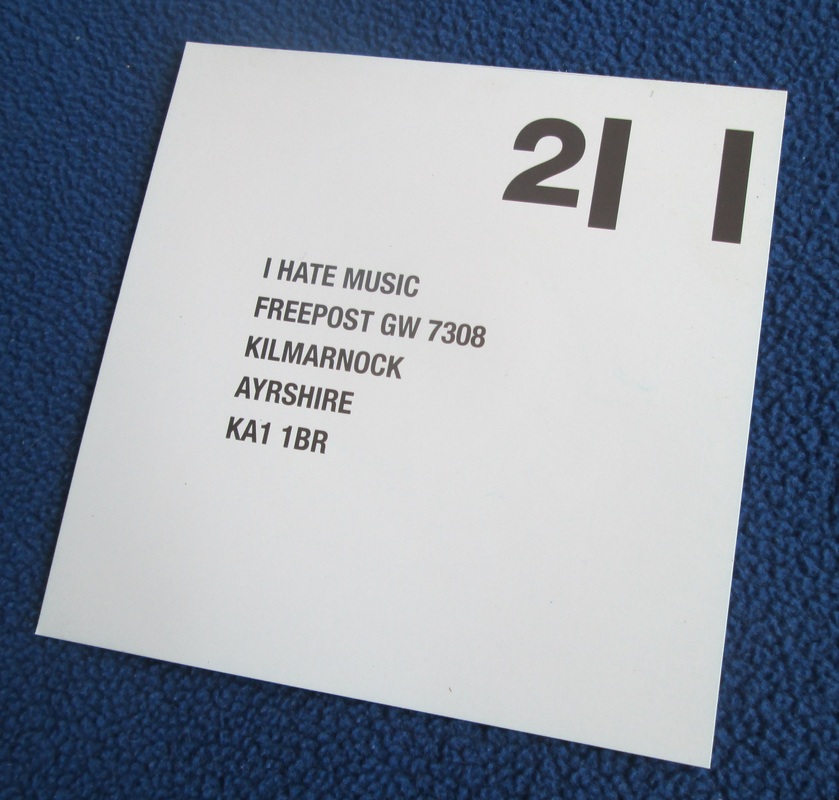 2
I HATE MUSIC
FREEPOST GW 7308
KILMARNOCK
AYRSHIRE
KA1 1BR